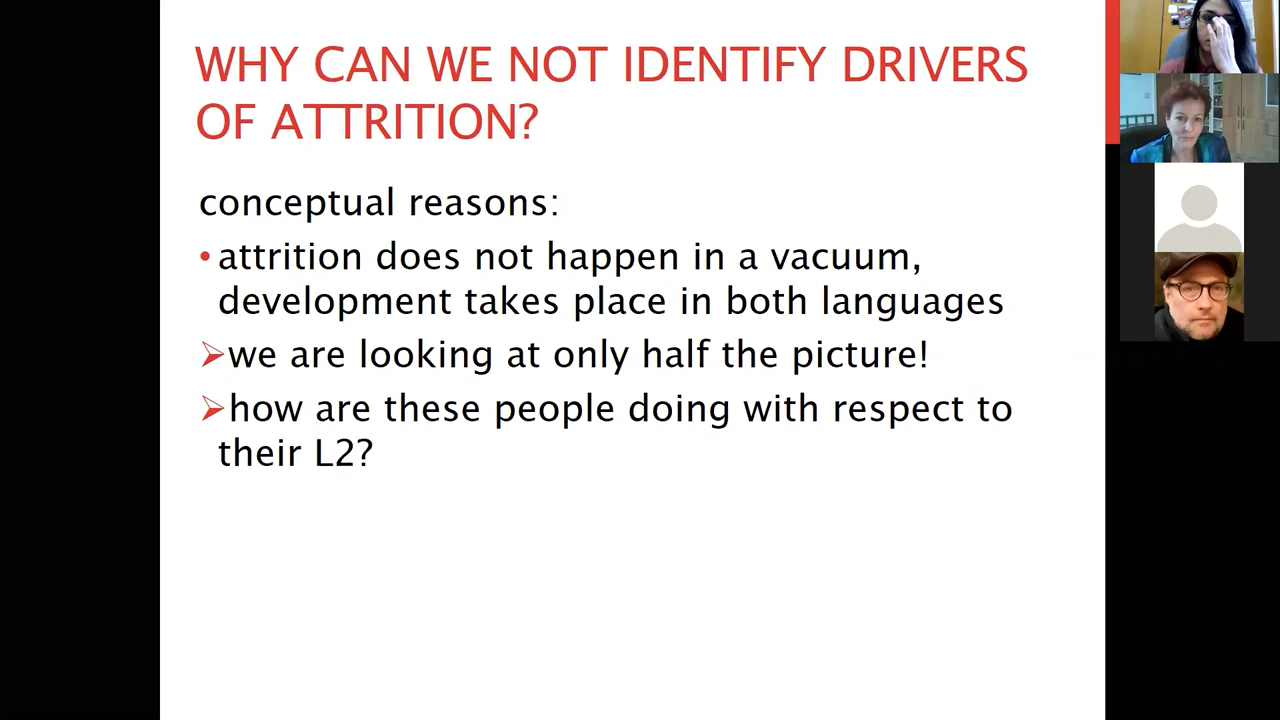 WHY CAN WE NOT IDENTIFY DRIVERS
OF ATTRITION?
conceptual reasons:
• attrition does not happen in a vacuum,
development takes place in both languages
➢ we are looking at only half the picture!
➢ how are these people doing with respect to
their L2?